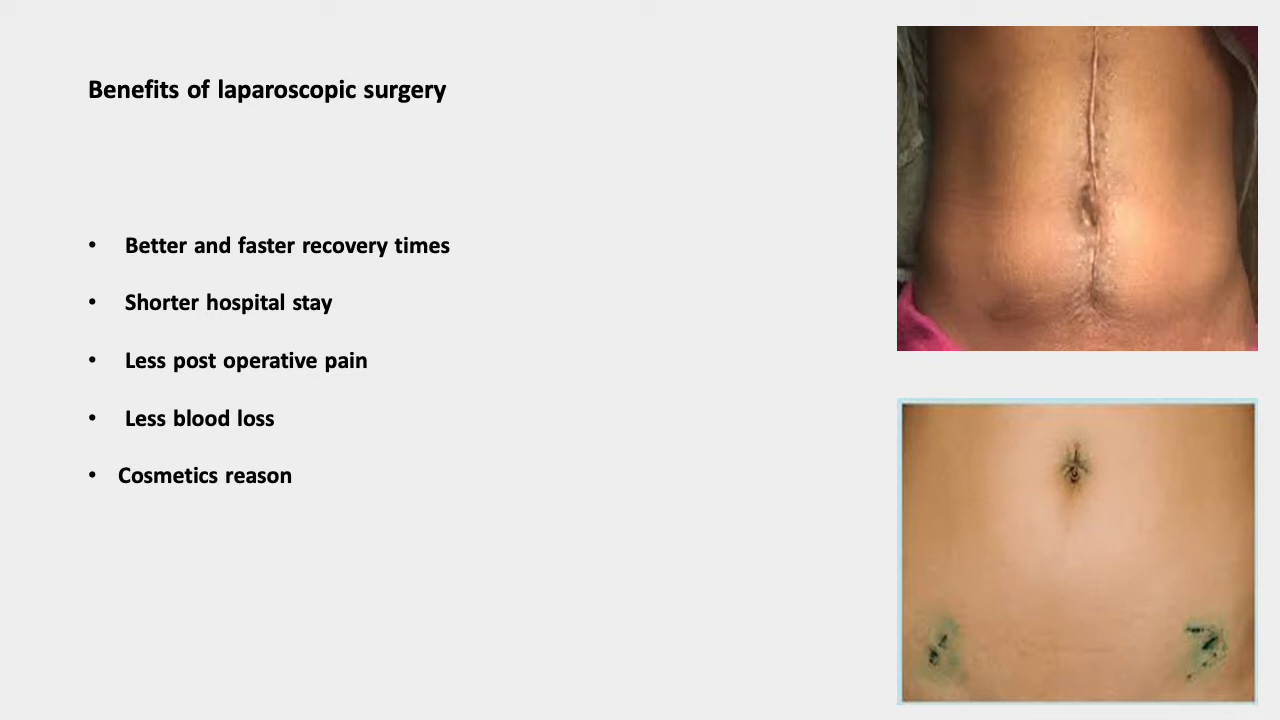 Benefits of laparoscopic surgery
• Better and faster recovery times
• Shorter hospital stay
• Less post operative pain
• Less blood loss
• Cosmetics reason